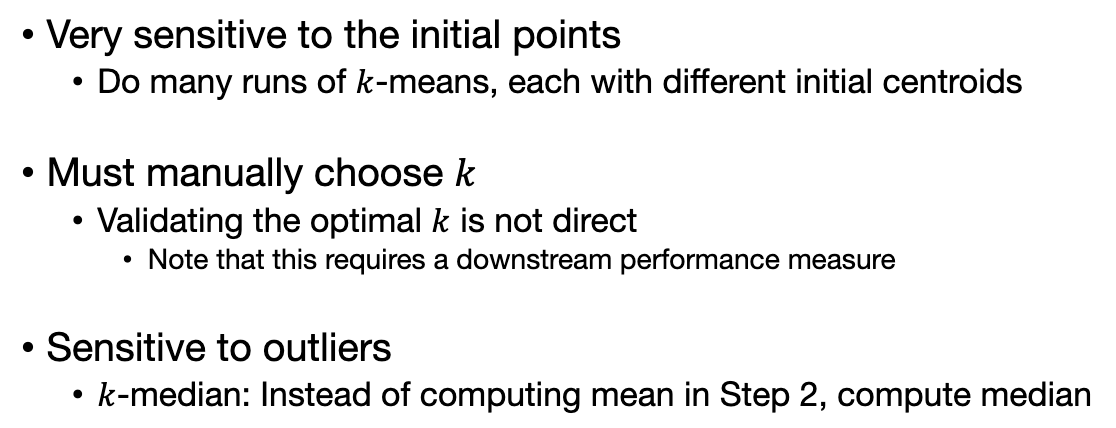 • Very sensitive to the initial points
• Do many runs of k-means, each with different initial centroids
• Must manually choose k
• Validating the optimal k is not direct
• Note that this requires a downstream performance measure
• Sensitive to outliers
• k-median: Instead of computing mean in Step 2, compute median